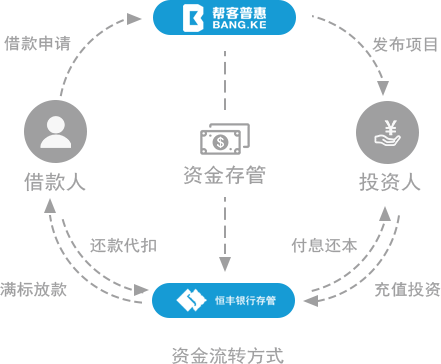 帮客普惠
BANG.KE
借款申请
发布项目
借款人
资金存管
投资人
还款代扣
付息还本
满标放款
恒丰银行存管
充值投资
资金流转方式